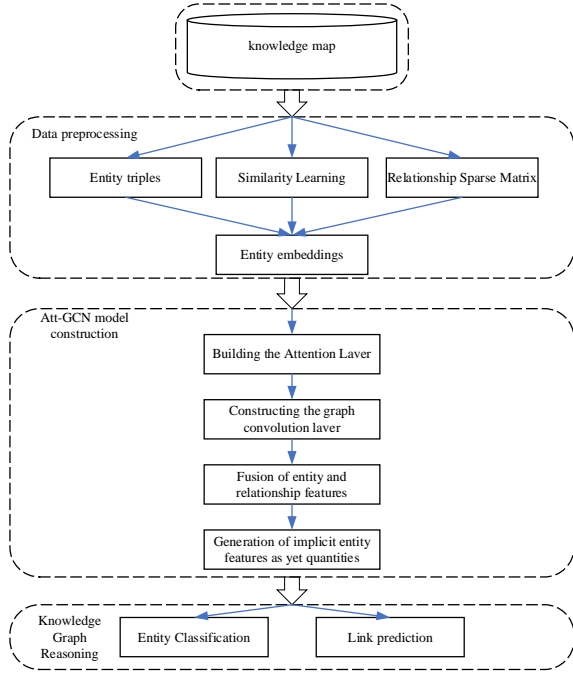 knowledge map
Data preprocessing
Entity triples
Similarity Learning
Relationship Sparse Matrix
Entity embeddings
Att-GCN model
construction
Building the Attention Laver
Constructing the graph
convolution laver
Fusion of entity and
relationship features
Generation of implicit entity
features as yet quantities
Knowledge
Graph
Reasoning
Entity Classification
Link prediction